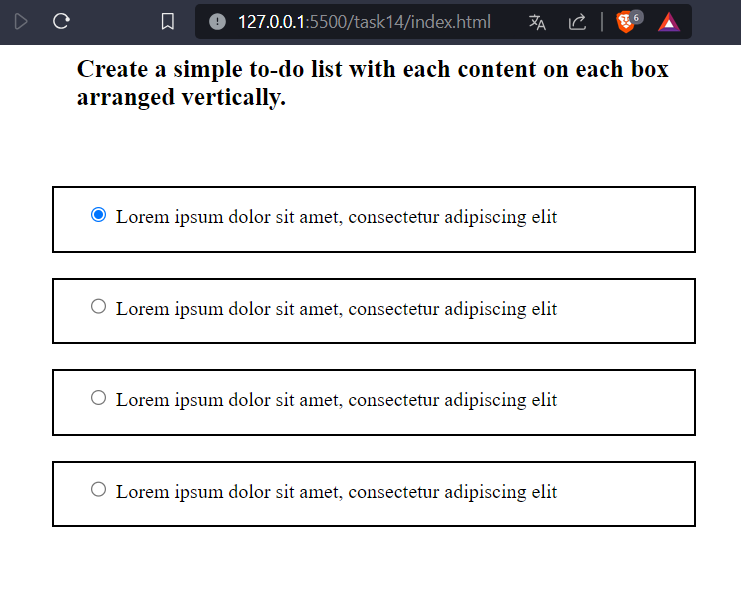 127.0.0.1:5500/task14/index.html
6
Create a simple to-do list with each content on each box
arranged vertically.
Lorem ipsum dolor sit amet, consectetur adipiscing elit
Lorem ipsum dolor sit amet, consectetur adipiscing elit
Lorem ipsum dolor sit amet, consectetur adipiscing elit
Lorem ipsum dolor sit amet, consectetur adipiscing elit